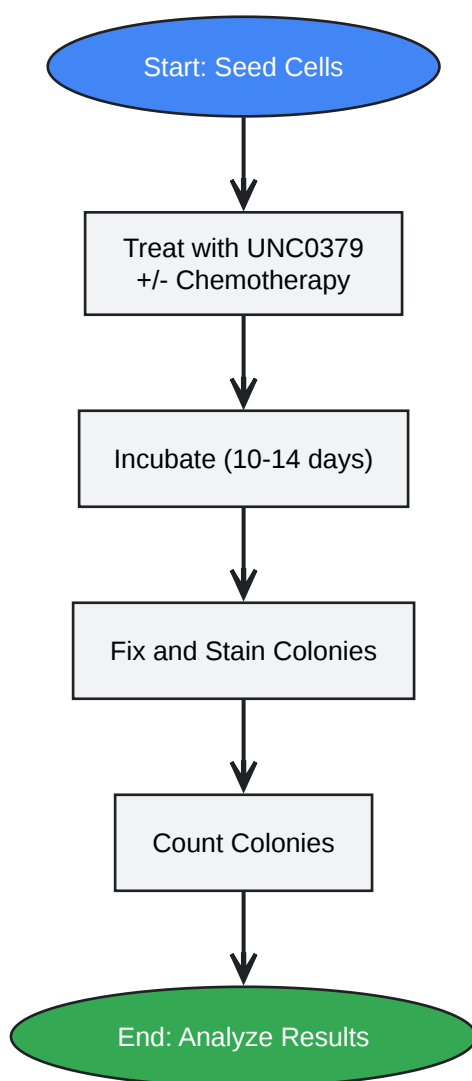 Start: Seed Cells
Treat with UNC0379
+/- Chemotherapy
Incubate (10-14 days)
Fix and Stain Colonies
Count Colonies
End: Analyze Results